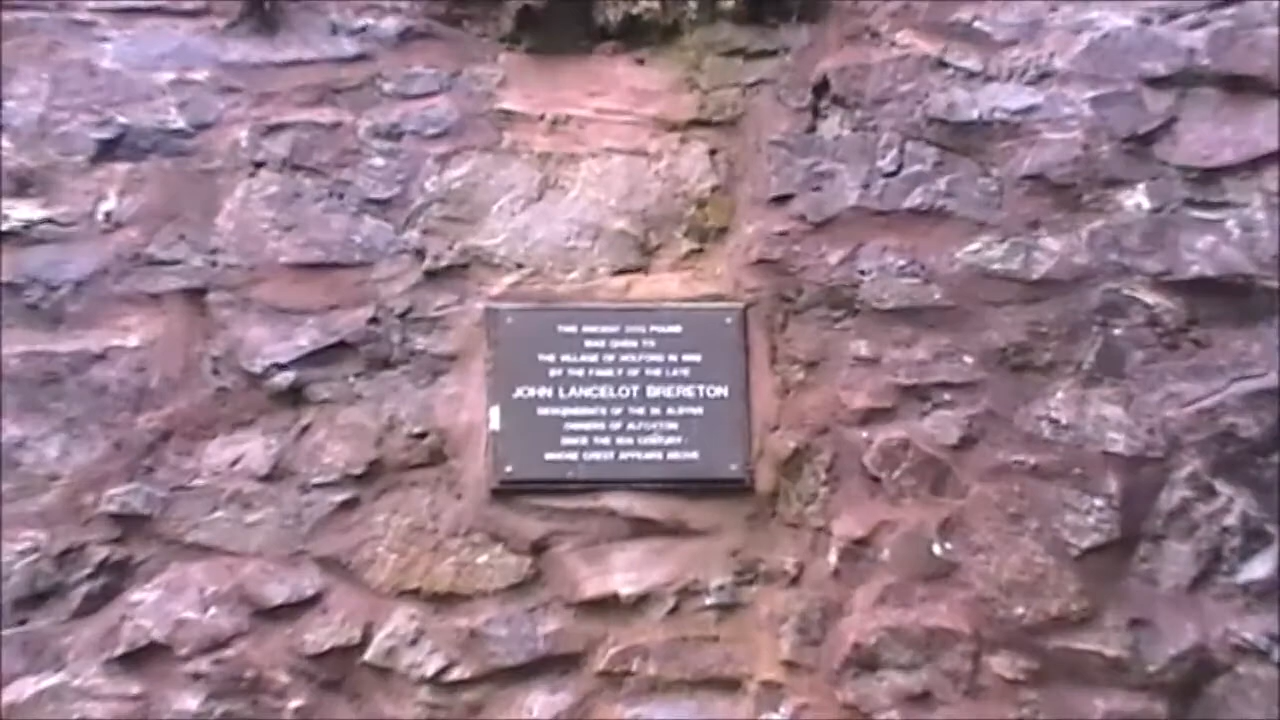 THIS ANCIENT DOG POUND
WAS GIVEN TO
THE VILLAGE OF HOLFORD IN
BY THE FAMILY OF THE LATE
JOHN LANCELOT BRERETON
DESCENDENTS OF THE ST. ALBYNS
OWNERS OF ALFOXTON
SINCE THE CENTURY
WHOSE CREST APPEARS ABOVE